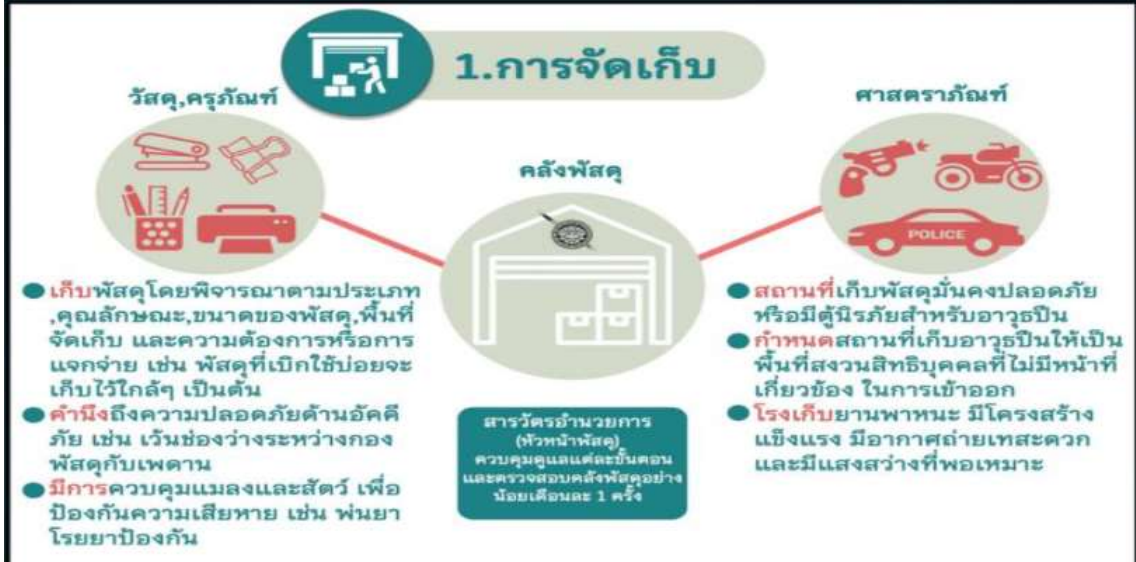 1.การจัดเก็บ
วัสดุ,ครุภัณฑ์
●เก็บพัสดุโดยพิจารณาตามประเภท
,คุณลักษณะ,ขนาดของพัสดุ,พื้นที่
จัดเก็บ และความต้องการหรือการ
แจกจ่าย เช่น พัสดุที่เบิกใช้บ่อยจะ
เก็บไว้ใกล้ๆ เป็นต้น
●คำนึงถึงความปลอดภัยด้านอัคคี
ภัย เช่น เว้นช่องว่างระหว่างกอง
พัสดุกับเพดาน
●มีการควบคุมแมลงและสัตว์ เพื่อ
ป้องกันความเสียหาย เช่น พ่นยา
โรยยาป้องกัน
คลังพัสดุ
สารวัตรอำนวยการ
(หัวหน้าพัสดุ)
ควบคุมดูแลแต่ละขั้นตอน
และตรวจสอบคลังพัสดุอย่าง
น้อยเดือนละ 1 ครั้ง
ศาสตราภัณฑ์
POLICE
●สถานที่เก็บพัสดุมั่นคงปลอดภัย
หรือมีตู้นิรภัยสำหรับอาวุธปืน
●กำหนดสถานที่เก็บอาวุธปืนให้เป็น
พื้นที่สงวนสิทธิบุคคลที่ไม่มีหน้าที่
เกี่ยวข้อง ในการเข้าออก
●โรงเก็บยานพาหนะ มีโครงสร้าง
แข็งแรง มีอากาศถ่ายเทสะดวก
และมีแสงสว่างที่พอเหมาะ